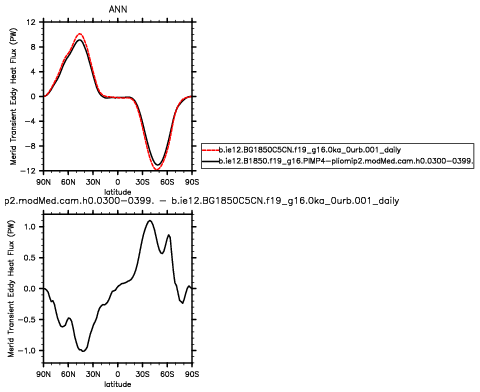 ANN
Merid Transient Eddy Heat Flux (PW)
12
8
4
0
−4
−8
−12
90N 60N 30N 0 30S 60S 90S
latitude
b.ie12.BG1850C5CN.f19_g16.0ka_0urb.001_daily
b.ie12.B1850.f19_g16.PlMP4−pliomip2.modMed.cam.h0.0300−0399.
p2.modMed.cam.h0.0300−0399. − b.ie12.BG1850C5CN.f19_g16.0ka_0urb.001_daily
Merid Transient Eddy Heat Flux (PW)
1.0
0.5
0.0
−0.5
−1.0
90N 60N 30N 0 30S 60S 90S
latitude